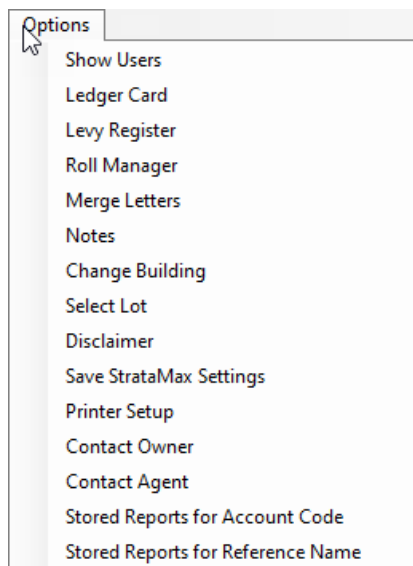 Options
Show Users
Ledger Card
Levy Register
Roll Manager
Merge Letters
Notes
Change Building
Select Lot
Disclaimer
Save StrataMax Settings
Printer Setup
Contact Owner
Contact Agent
Stored Reports for Account Code
Stored Reports for Reference Name